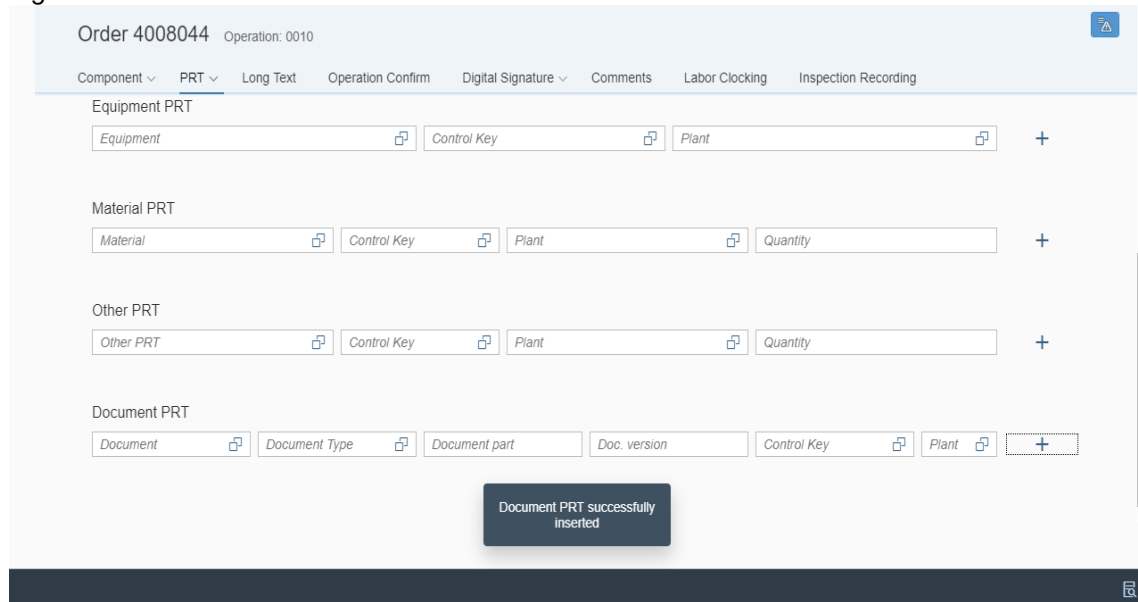 Order 4008044 Operation: 0010
Component PRT Long Text Operation Confirm Digital Signature Comments Labor Clocking Inspection Recording
Equipment PRT
Equipment Control Key Plant
Material PRT
Material Control Key Plant Quantity
Other PRT
Other PRT Control Key Plant Quantity
Document PRT
Document Document Type Document part Doc. version Control Key Plant
Document PRT successfully
inserted